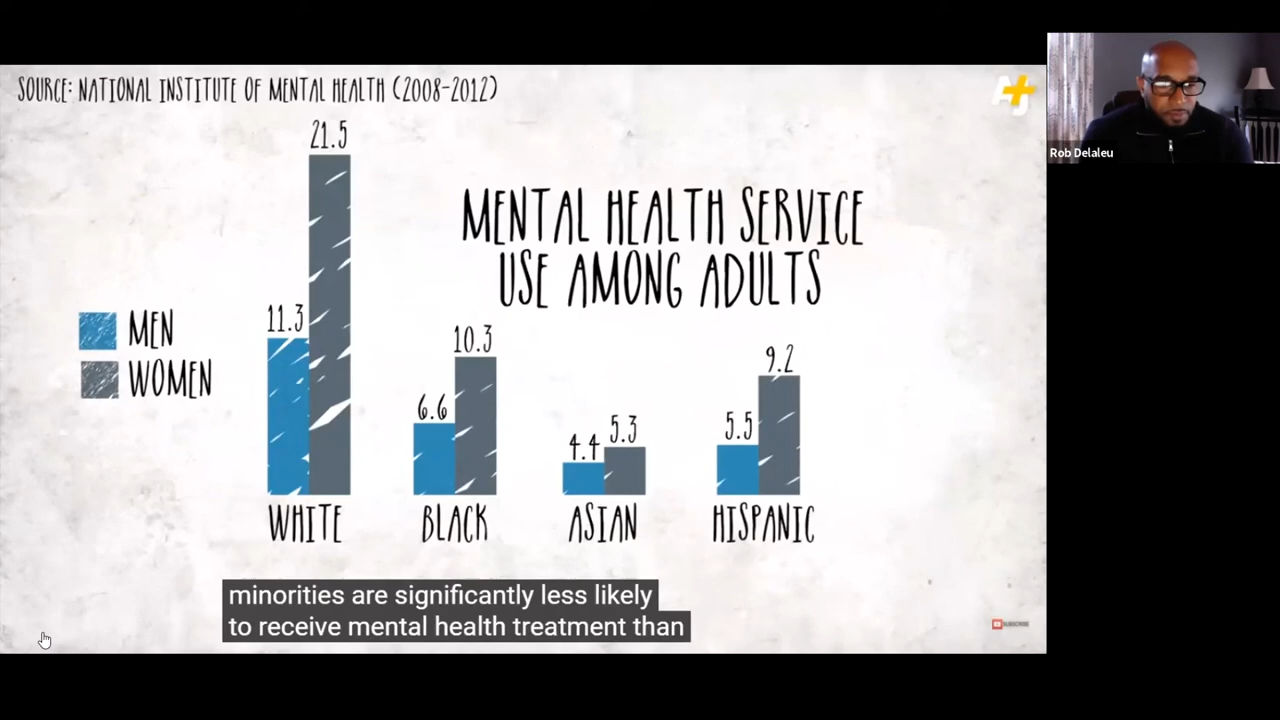 SOURCE: NATIONAL INSTITUTE OF MENTAL HEALTH (2008-2012)
AJ+
Rob Delaleu
21.5
MENTAL HEALTH SERVICE
USE AMONG ADULTS
MEN
WOMEN
11.3
10.3
6.6
4.4
5.3
5.5
9.2
WHITE
BLACK
ASIAN
HISPANIC
minorities are significantly less likely
to receive mental health treatment than
SUBSCRIBE